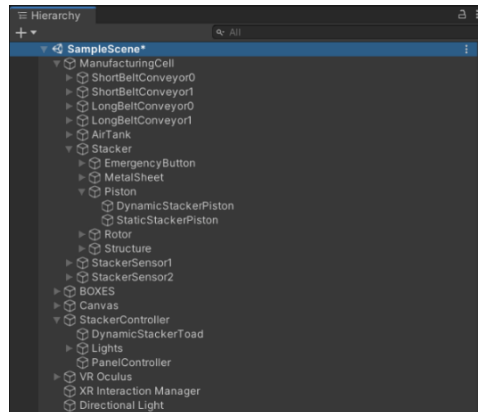 Hierarchy
All
SampleScene*
ManufacturingCell
ShortBeltConveyor0
ShortBeltConveyor1
LongBeltConveyor0
LongBeltConveyor1
AirTank
Stacker
EmergencyButton
MetalSheet
Piston
DynamicStackerPiston
StaticStackerPiston
Rotor
Structure
StackerSensor1
StackerSensor2
BOXES
Canvas
StackerController
DynamicStackerToad
Lights
PanelController
VR Oculus
XR Interaction Manager
Directional Light